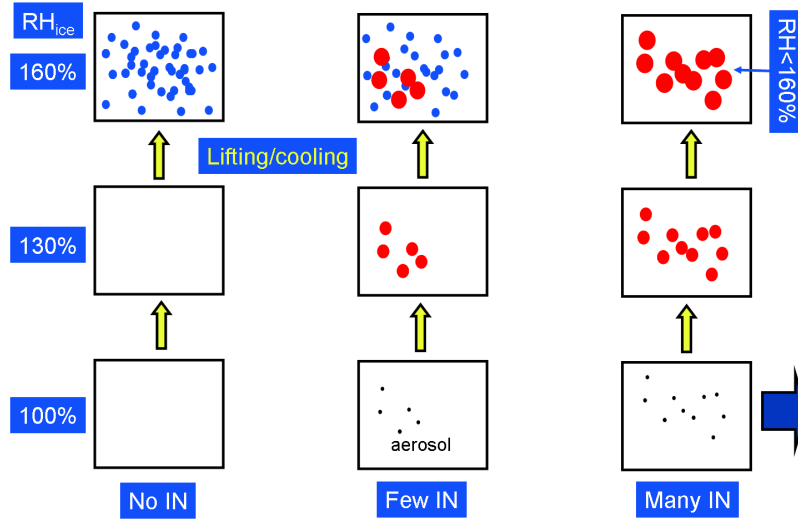 RHice
160%
RH<160%
Lifting/cooling
130%
100%
aerosol
No IN
Few IN
Many IN